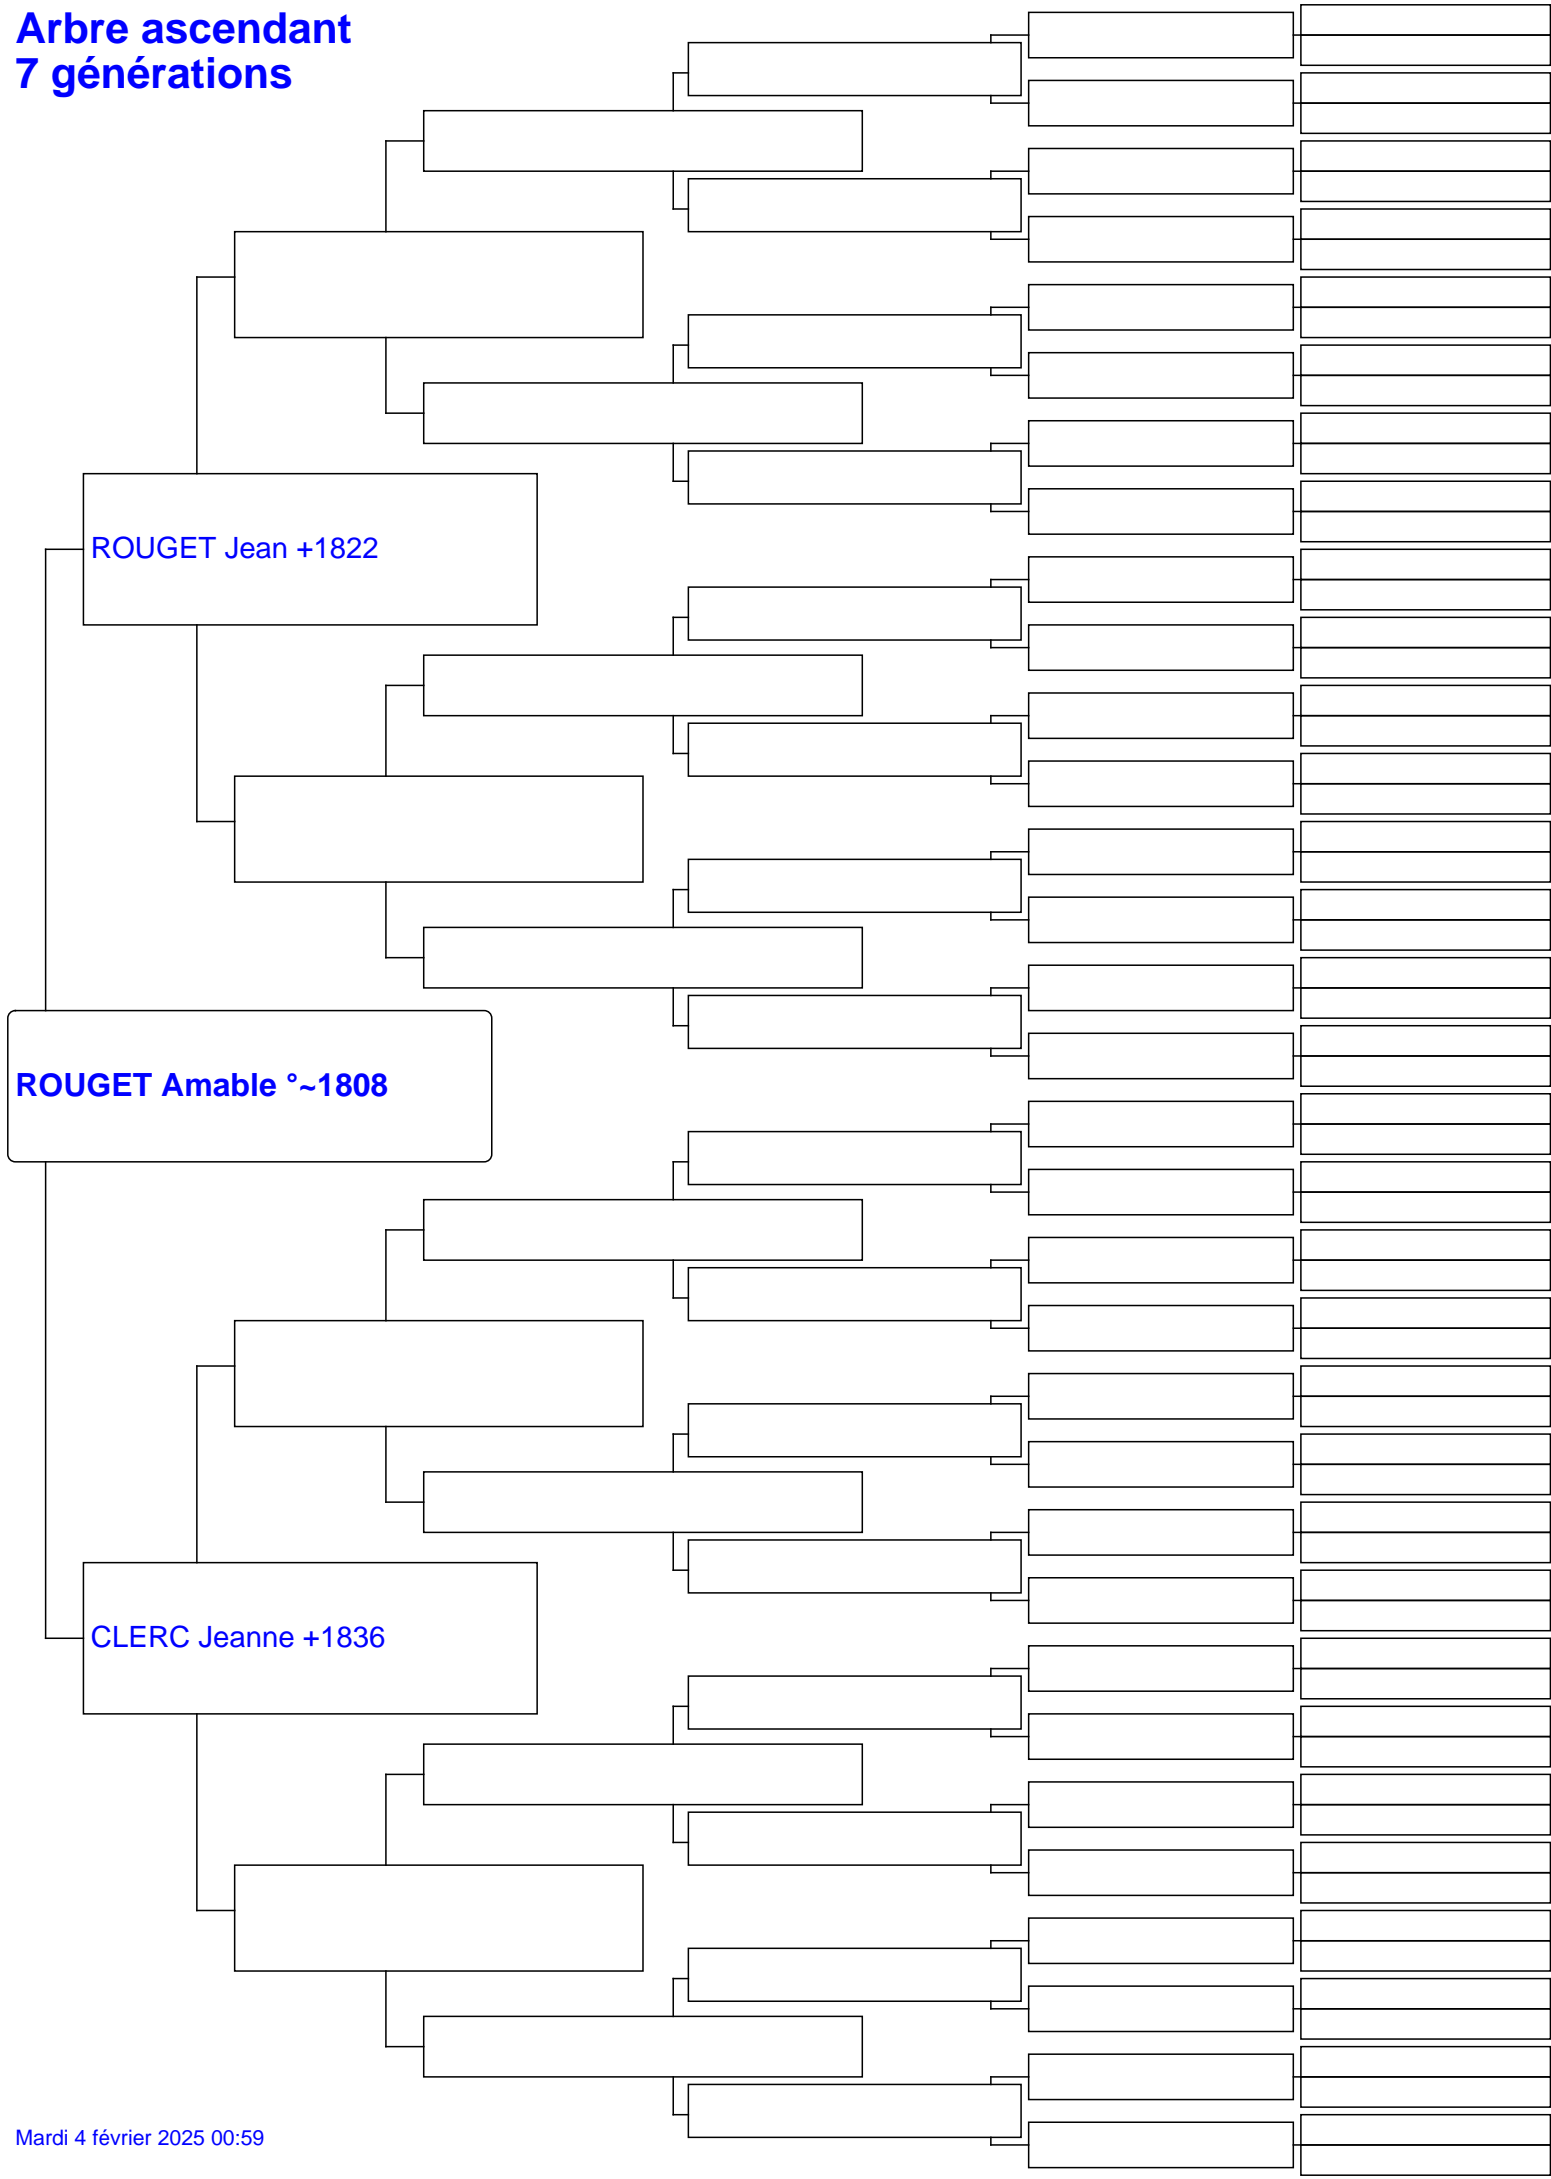 Arbre ascendant
7 générations
ROUGET Jean +1822
ROUGET Amable °~1808
CLERC Jeanne +1836
Mardi 4 février 2025 00:59